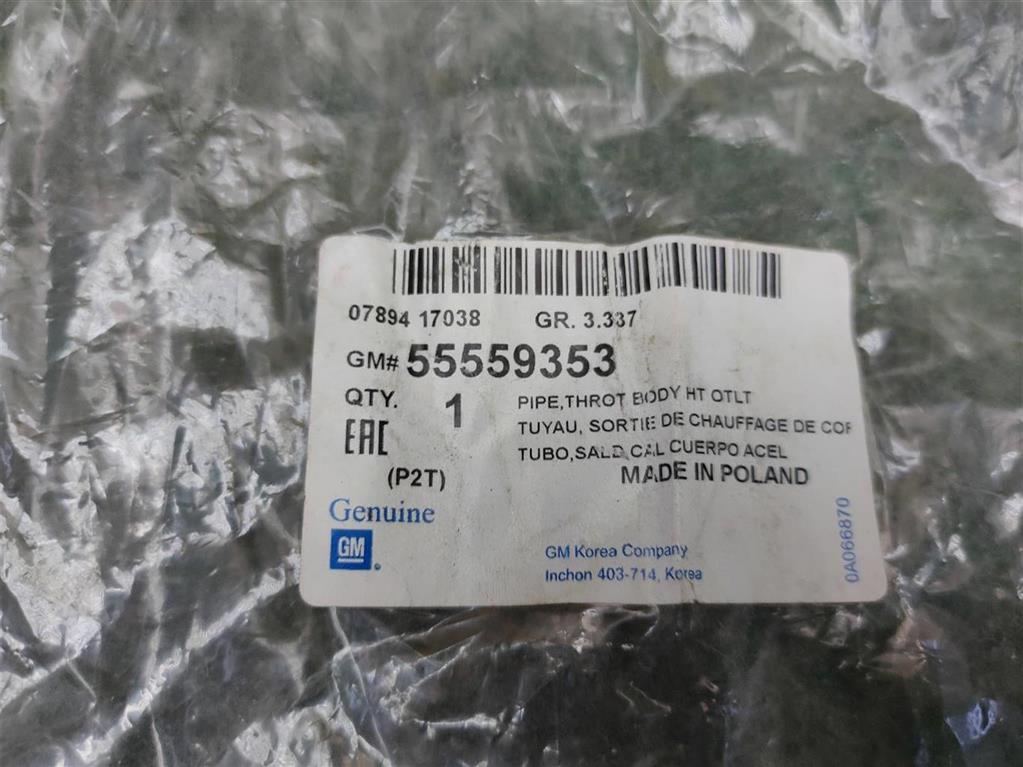 07894 17038 GR. 3.337
GM# 55559353
QTY. 1
PIPE,THROT BODY HT OTLT
TUYAU, SORTIE DE CHAUFFAGE DE COR
TUBO,SALD,CAL CUERPO ACEL
EAC
(P2T)
MADE IN POLAND
Genuine
GM
GM Korea Company
Inchon 403-714, Korea
0A066870